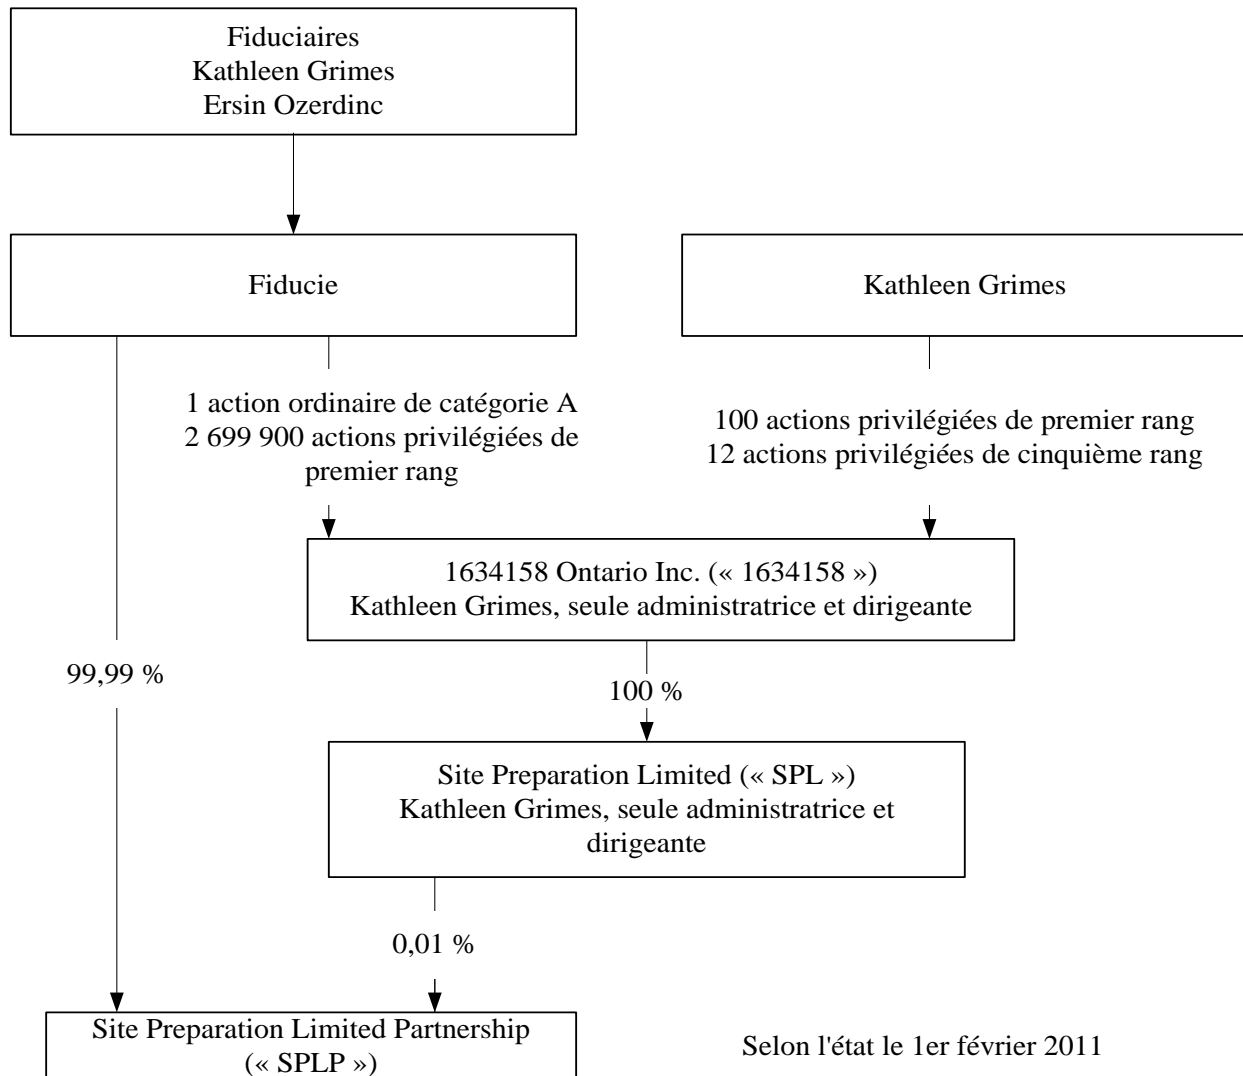 Fiduciaires
Kathleen Grimes
Ersin Ozerdinc
Fiducie
Kathleen Grimes
1 action ordinaire de catégorie A
2 699 900 actions privilégiées de
premier rang
100 actions privilégiées de premier rang
12 actions privilégiées de cinquième rang
1634158 Ontario Inc. (« 1634158 »)
Kathleen Grimes, seule administratrice et dirigeante
99,99 %
100 %
Site Preparation Limited (« SPL »)
Kathleen Grimes, seule administratrice et
dirigeante
0,01 %
Site Preparation Limited Partnership
(« SPLP »)
Selon l'état le 1er février 2011